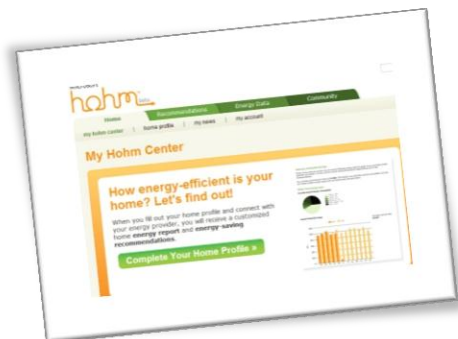 hohm
Home Recommendations Energy Data Community
my hohm center | home profile | my news | my account
My Hohm Center
How energy-efficient is your
home? Let's find out!
When you fill out your home profile and connect with
your energy provider, you will receive a customized
home energy report and energy-saving
recommendations.
Complete Your Home Profile »